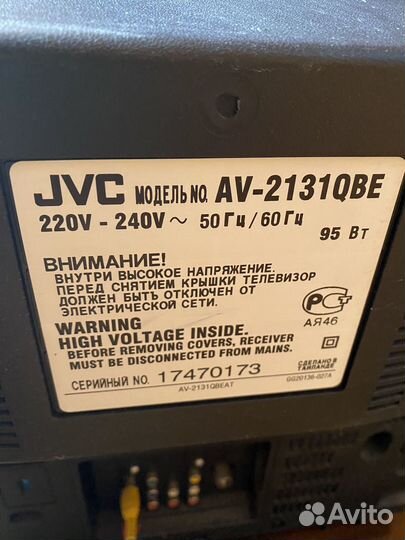 JVC МОДЕЛЬ NO. AV-2131QBE
220V - 240V ~ 50 Гц / 60 Гц 95 Вт
ВНИМАНИЕ!
ВНУТРИ ВЫСОКОЕ НАПРЯЖЕНИЕ.
ПЕРЕД СНЯТИЕМ КРЫШКИ ТЕЛЕВИЗОР
ДОЛЖЕН БЫТЬ ОТКЛЮЧЕН ОТ
ЭЛЕКТРИЧЕСКОЙ СЕТИ.
РСТ
АЯ46
WARNING
HIGH VOLTAGE INSIDE.
BEFORE REMOVING COVERS, RECEIVER
MUST BE DISCONNECTED FROM MAINS.
СДЕЛАНО В
ТАИЛАНДЕ
СЕРИЙНЫЙ NO. 17470173
AV-2131QBEAT
GG20136-027A
Avito